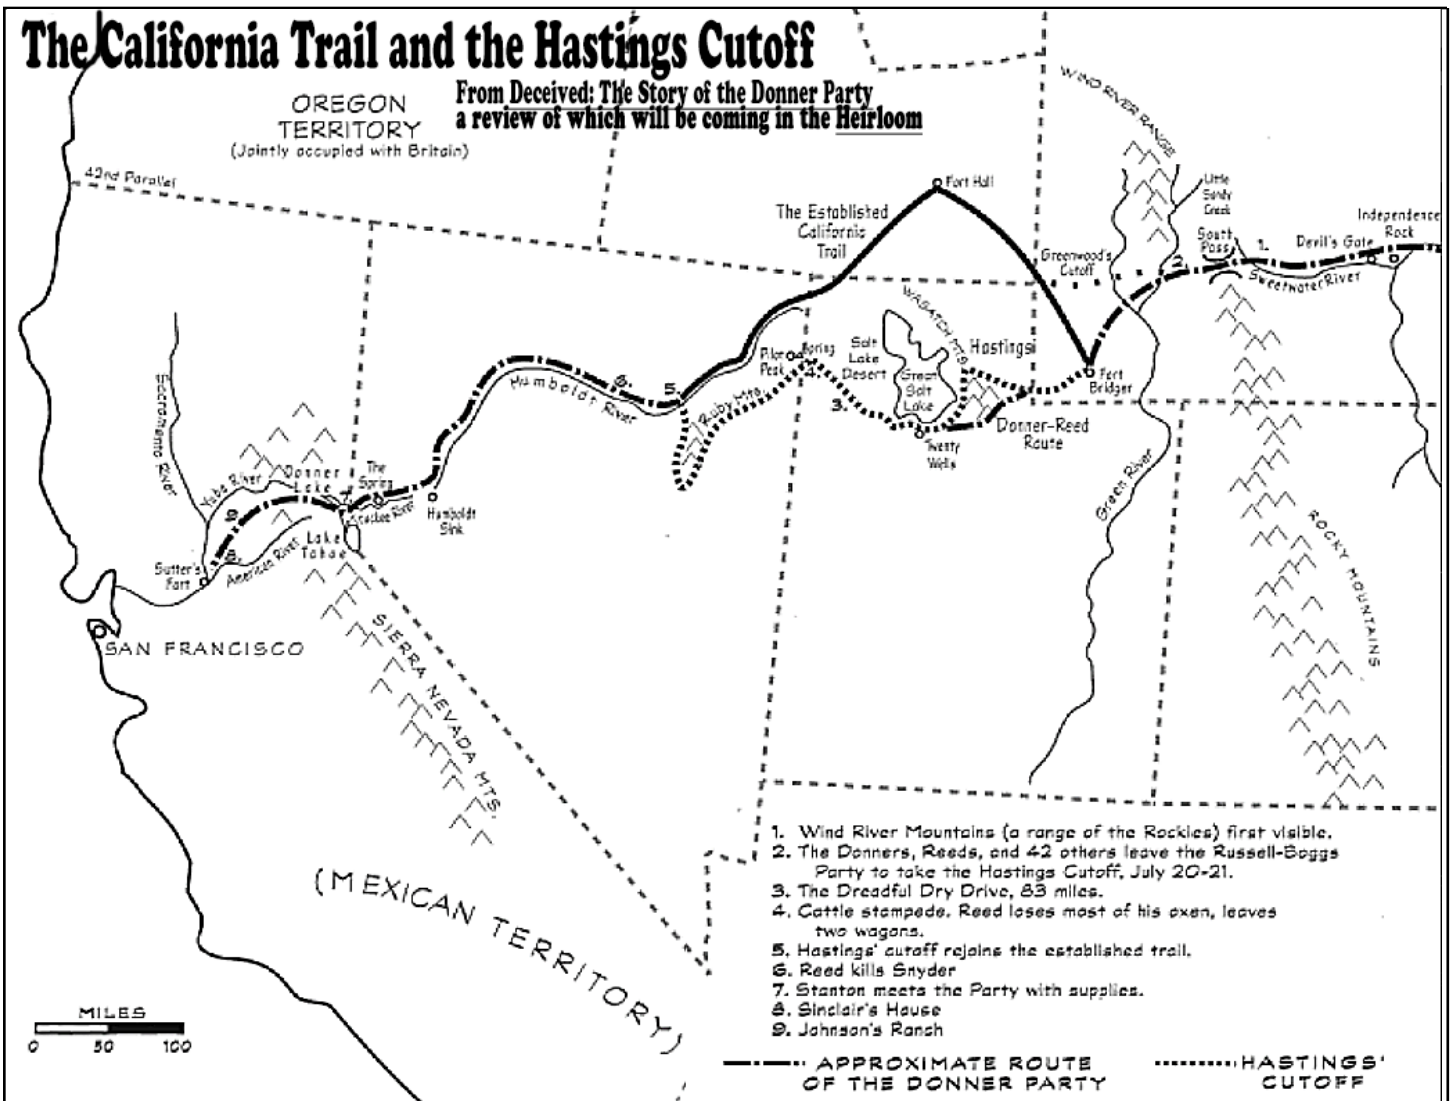 The California Trail and the Hastings Cutoff
From Deceived: The Story of the Donner Party
a review of which will be coming in the Heirloom
OREGON
TERRITORY
(Jointly occupied with Britain)
42nd Parallel
WIND RIVER RANGE
Fort Hall
Little
Sandy
Creek
The Established
California
Trail
Independence
Rock
Devil's Gate
South
Pass
1.
2.
Greenwood's
Cutoff
Sweetwater River
WASATCH MTS.
Hastings
Salt
Lake
Desert
Great
Salt
Lake
Pilot
Peak
Spring
4.
3.
Fort
Bridger
Donner-Reed
Route
Twenty
Wells
Humboldt River
6.
5.
Ruby Mts.
Sacramento River
Yuba River
Donner
Lake
The
Spring
7.
Truckee River
Humboldt
Sink
9.
8.
Lake
Tahoe
American River
Sutter's
Fort
Green River
ROCKY MOUNTAINS
SAN FRANCISCO
SIERRA NEVADA MTS.
(MEXICAN TERRITORY)
1. Wind River Mountains (a range of the Rockies) first visible.
2. The Donners, Reeds, and 42 others leave the Russell-Boggs
Party to take the Hastings Cutoff, July 20-21.
3. The Dreadful Dry Drive, 83 miles.
4. Cattle stampede. Reed loses most of his oxen, leaves
two wagons.
5. Hastings' cutoff rejoins the established trail.
6. Reed kills Snyder
7. Stanton meets the Party with supplies.
8. Sinclair's House
9. Johnson's Ranch
MILES
0 50 100
APPROXIMATE ROUTE
OF THE DONNER PARTY
HASTINGS'
CUTOFF